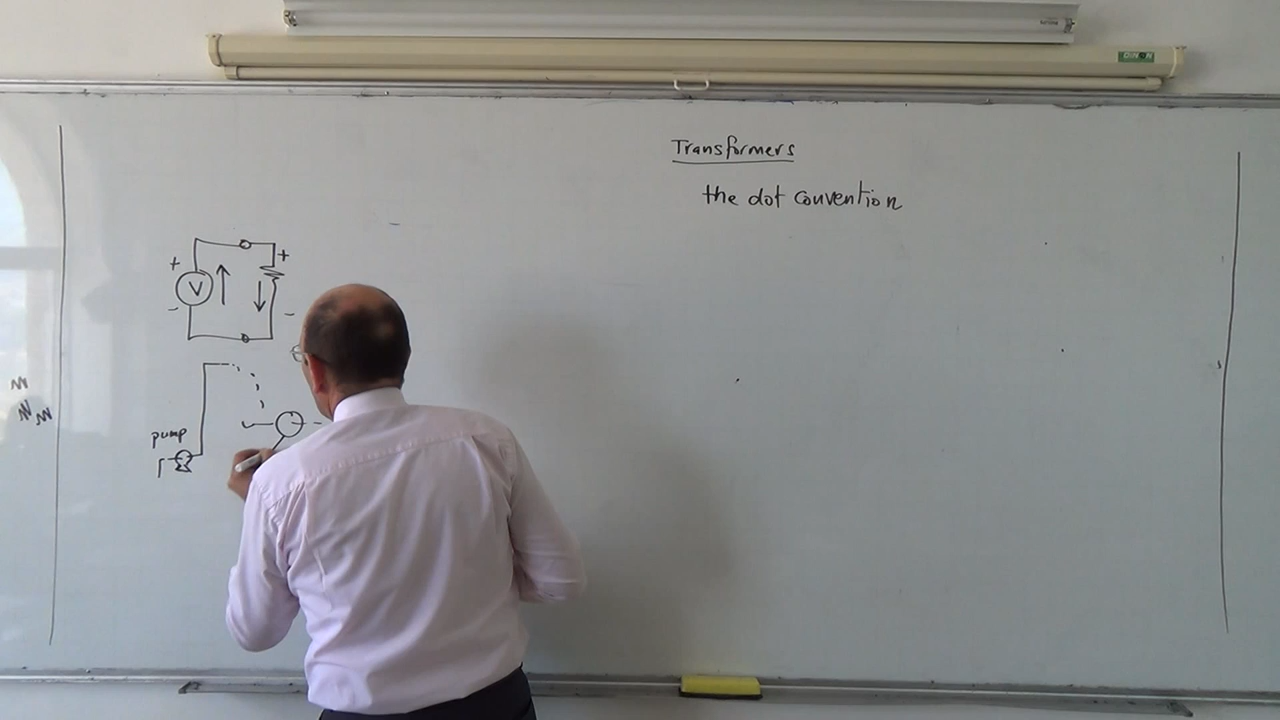 Transformers
the dot convention
+
+
V
-
-
pump